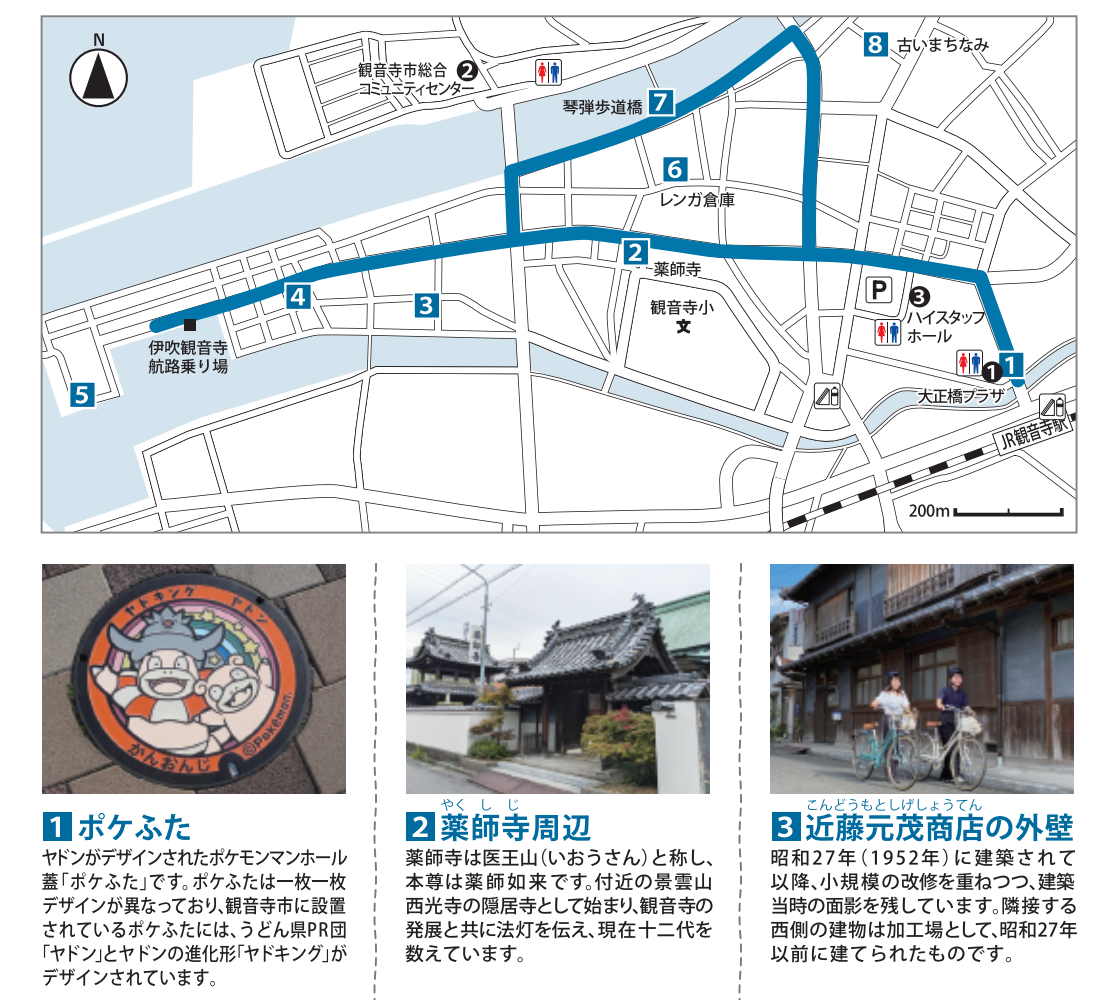 N
観音寺市総合 2
コミュニティセンター
8 古いまちなみ
琴弾歩道橋 7
6
レンガ倉庫
2
薬師寺
観音寺小
文
P
3
ハイスタッフ
ホール
4
3
伊吹観音寺
航路乗り場
5
1
1
大正橋プラザ
JR観音寺駅
200m
ヤドキング ヤドン
かんおんじ
©Pokémon.
1 ポケふた
ヤドンがデザインされたポケモンマンホール
蓋「ポケふた」です。ポケふたは一枚一枚
デザインが異なっており、観音寺市に設置
されているポケふたには、うどん県PR団
「ヤドン」とヤドンの進化形「ヤドキング」が
デザインされています。
やくしじ
2 薬師寺周辺
薬師寺は医王山（いおうさん）と称し、
本尊は薬師如来です。付近の景雲山
西光寺の隠居寺として始まり、観音寺の
発展と共に法灯を伝え、現在十二代を
数えています。
こんどうもとしげしょうてん
3 近藤元茂商店の外壁
昭和27年（1952年）に建築されて
以降、小規模の改修を重ねつつ、建築
当時の面影を残しています。隣接する
西側の建物は加工場として、昭和27年
以前に建てられたものです。